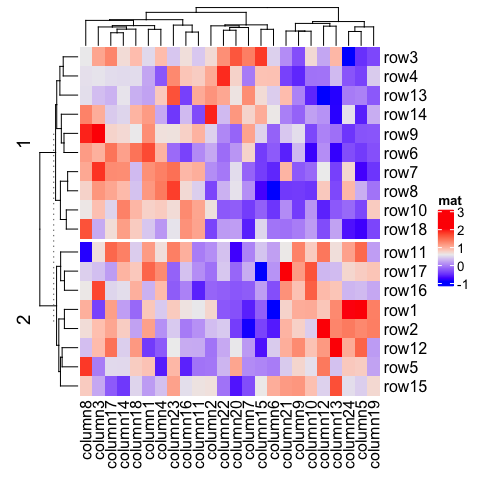 1
row3
row4
row13
row14
row9
row6
row7
row8
row10
row18
2
row11
row17
row16
row1
row2
row12
row5
row15
mat
3
2
1
0
-1
column8
column3
column17
column14
column18
column1
column4
column23
column16
column11
column2
column22
column20
column7
column15
column6
column21
column9
column10
column12
column13
column24
column5
column19